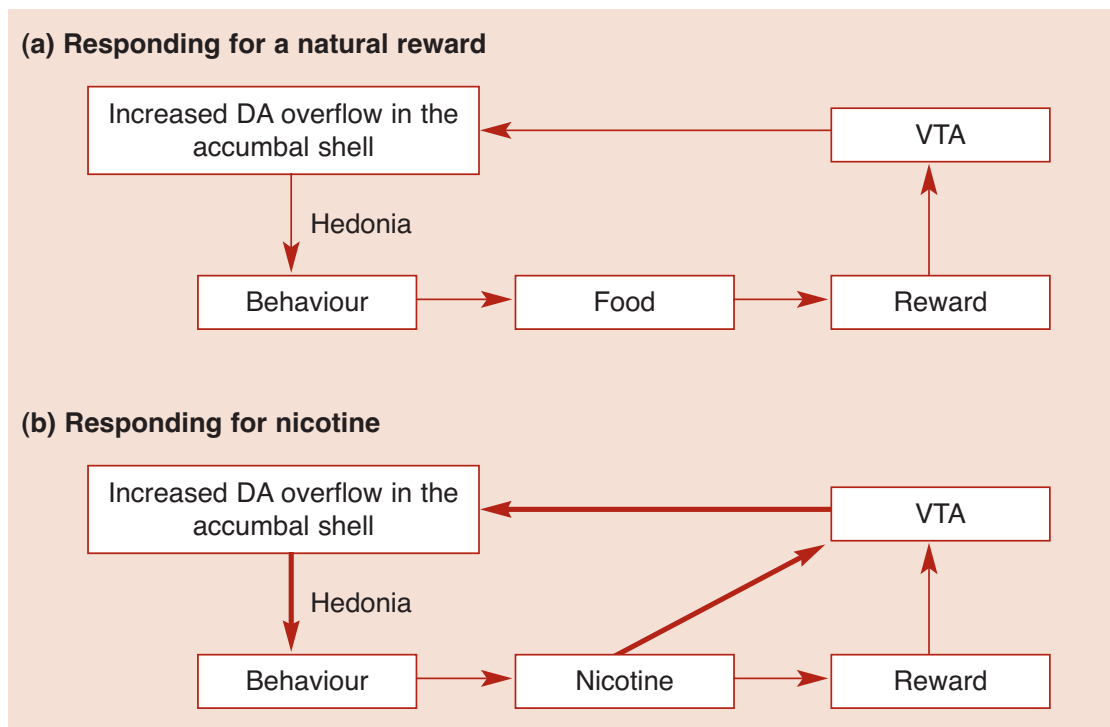 (a) Responding for a natural reward
Increased DA overflow in the
accumbal shell
VTA
Hedonia
Behaviour
Food
Reward
(b) Responding for nicotine
Increased DA overflow in the
accumbal shell
VTA
Hedonia
Behaviour
Nicotine
Reward